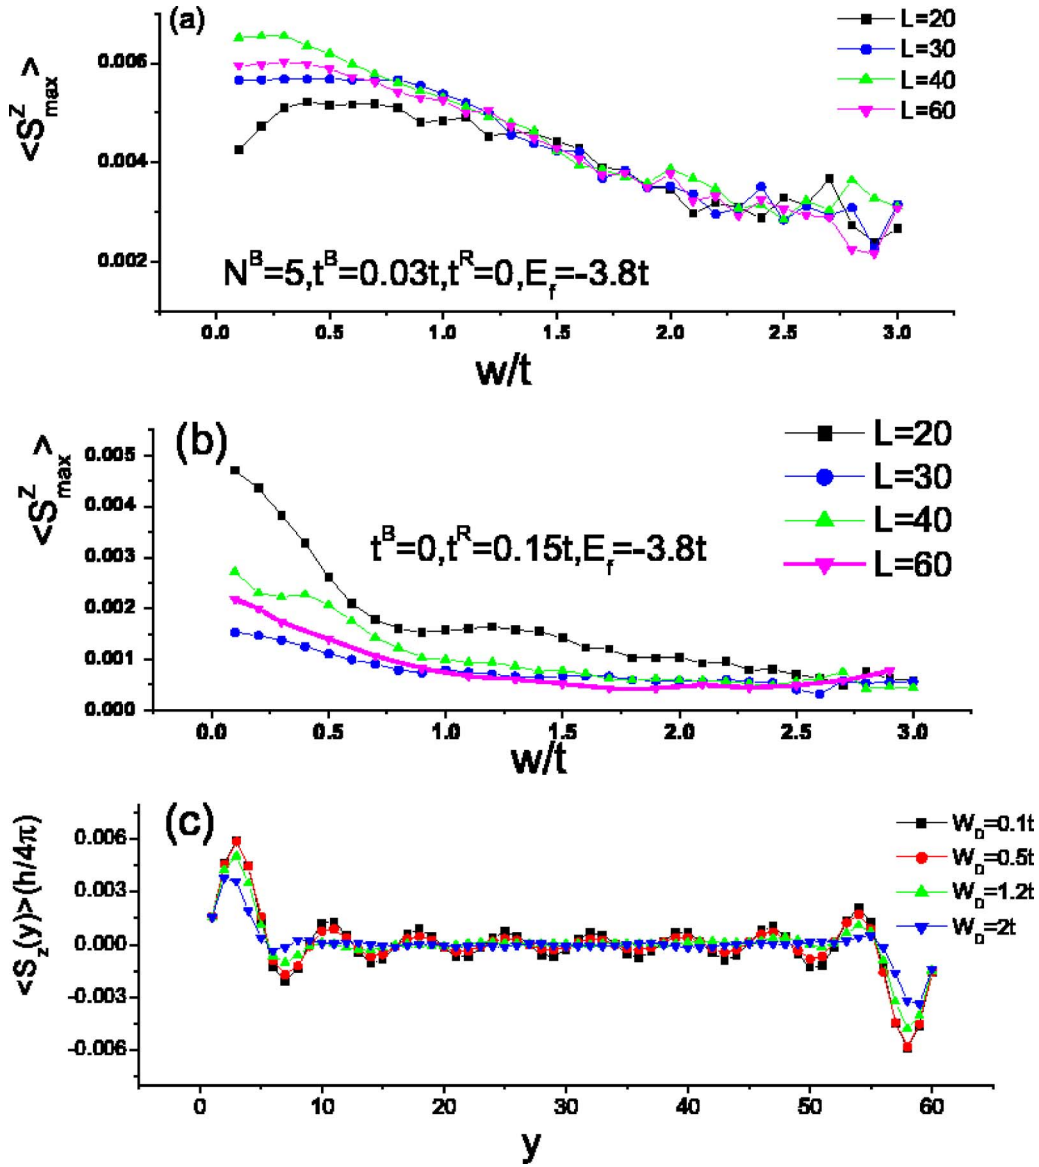 (a)
L=20
L=30
L=40
L=60
0.006
0.004
0.002
<S^Z_max>
N^B=5,t^B=0.03t,t^R=0,E_f=-3.8t
0.0 0.5 1.0 1.5 2.0 2.5 3.0
w/t
(b)
L=20
L=30
L=40
L=60
0.005
0.004
0.003
0.002
0.001
0.000
<S^Z_max>
t^B=0,t^R=0.15t,E_f=-3.8t
0.0 0.5 1.0 1.5 2.0 2.5 3.0
w/t
(c)
W_D=0.1t
W_D=0.5t
W_D=1.2t
W_D=2t
0.006
0.003
0.000
-0.003
-0.006
<S_z(y)>(h/4π)
0 10 20 30 40 50 60
y